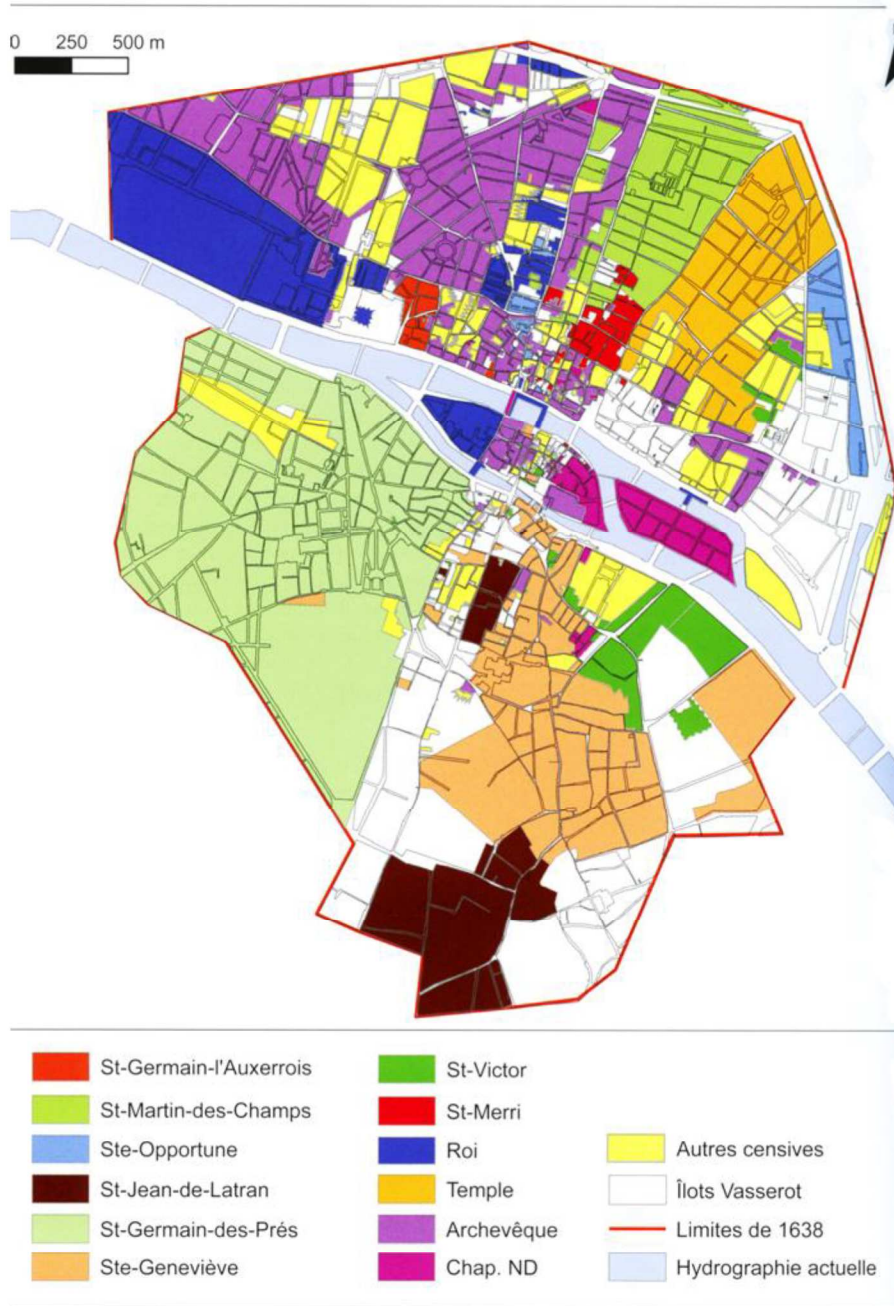 0 250 500 m
St-Germain-l'Auxerrois
St-Martin-des-Champs
Ste-Opportune
St-Jean-de-Latran
St-Germain-des-Prés
Ste-Geneviève
St-Victor
St-Merri
Roi
Temple
Archevêque
Chap. ND
Autres censives
Îlots Vasserot
Limites de 1638
Hydrographie actuelle